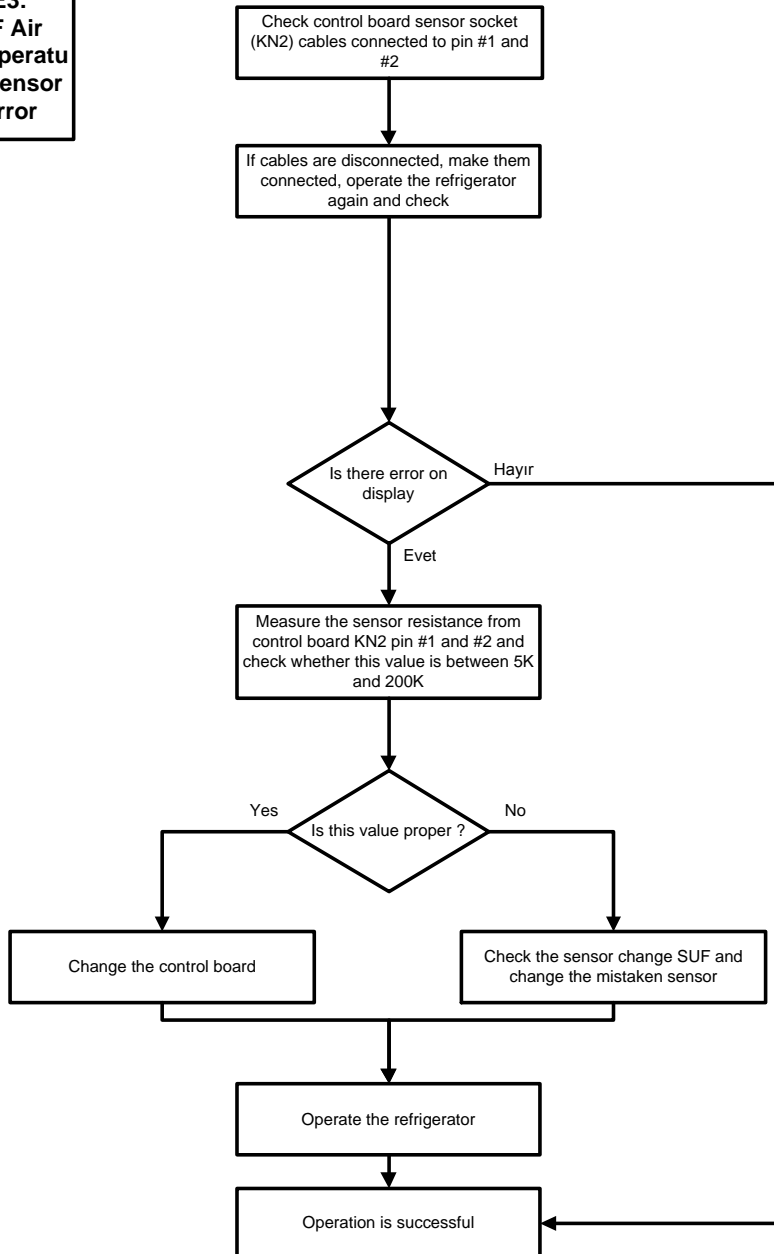 Air
ensor
Check control board sensor socket
(KN2) cables connected to pin #1 and
#2
If cables are disconnected, make them
connected, operate the refrigerator
again and check
Is there error on
display
Hayır
Evet
Measure the sensor resistance from
control board KN2 pin #1 and #2 and
check whether this value is between 5K
and 200K
Yes
Is this value proper ?
No
Change the control board
Check the sensor change SUF and
change the mistaken sensor
Operate the refrigerator
Operation is successful